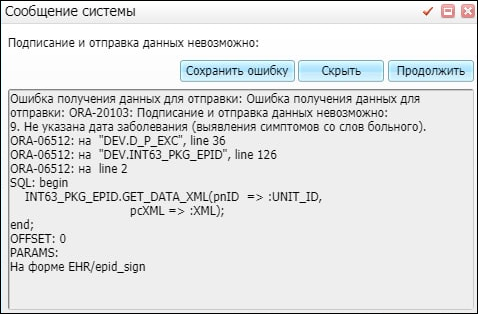 Сообщение системы
Подписание и отправка данных невозможно:
Сохранить ошибку Скрыть Продолжить
Ошибка получения данных для отправки: Ошибка получения данных для
отправки: ORA-20103: Подписание и отправка данных невозможно:
9. Не указана дата заболевания (выявления симптомов со слов больного).
ORA-06512: на "DEV.D_P_EXC", line 36
ORA-06512: на "DEV.INT63_PKG_EPID", line 126
ORA-06512: на line 2
SQL: begin
INT63_PKG_EPID.GET_DATA_XML(pnID => :UNIT_ID,
pcXML => :XML);
end;
OFFSET: 0
PARAMS:
На форме EHR/epid_sign